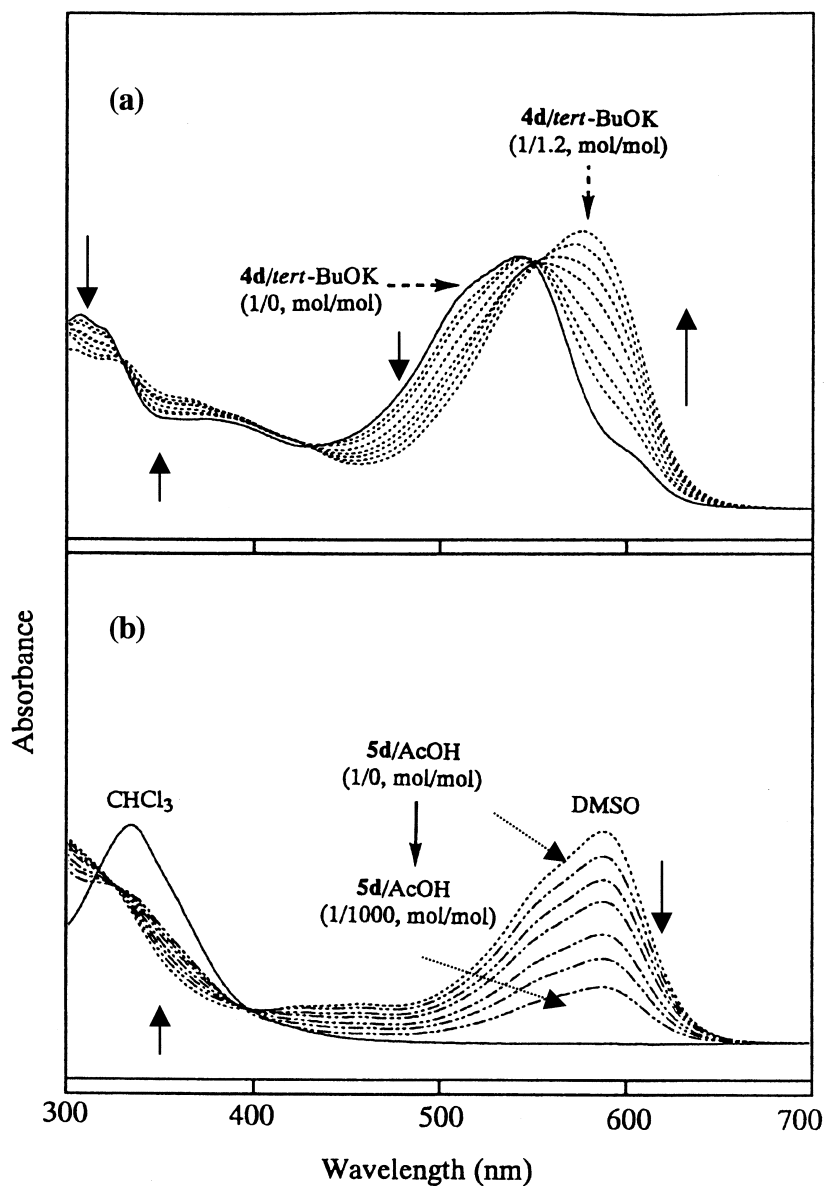 (a)
4d/tert-BuOK
(1/1.2, mol/mol)
4d/tert-BuOK
(1/0, mol/mol)
(b)
Absorbance
5d/AcOH
(1/0, mol/mol)
CHCl3
DMSO
5d/AcOH
(1/1000, mol/mol)
300 400 500 600 700
Wavelength (nm)